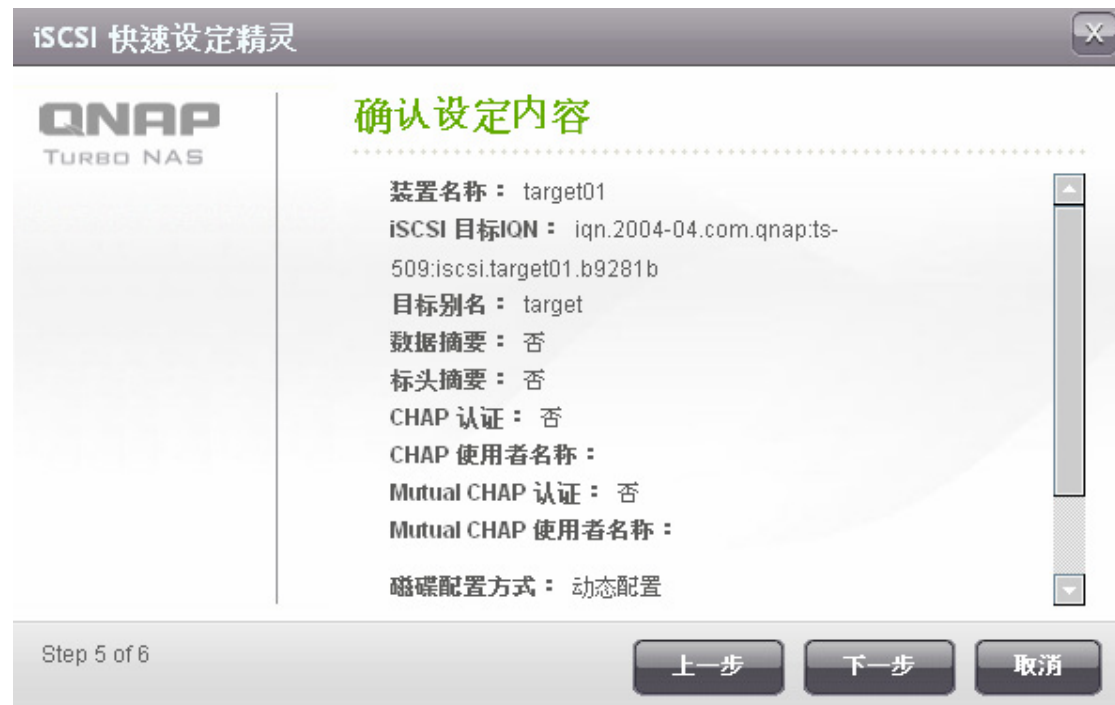 iSCSI 快速设定精灵
X
QNAP
TURBO NAS
确认设定内容
装置名称： target01
iSCSI 目标IQN： iqn.2004-04.com.qnap:ts-
509:iscsi.target01.b9281b
目标别名： target
数据摘要： 否
标头摘要： 否
CHAP 认证： 否
CHAP 使用者名称：
Mutual CHAP 认证： 否
Mutual CHAP 使用者名称：
磁碟配置方式： 动态配置
Step 5 of 6
上一步
下一步
取消